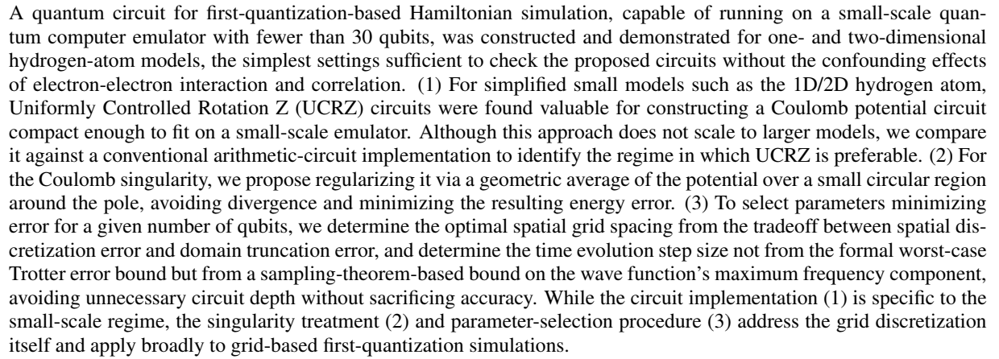 A quantum circuit for first-quantization-based Hamiltonian simulation, capable of running on a small-scale quan-
tum computer emulator with fewer than 30 qubits, was constructed and demonstrated for one- and two-dimensional
hydrogen-atom models, the simplest settings sufficient to check the proposed circuits without the confounding effects
of electron-electron interaction and correlation. (1) For simplified small models such as the 1D/2D hydrogen atom,
Uniformly Controlled Rotation Z (UCRZ) circuits were found valuable for constructing a Coulomb potential circuit
compact enough to fit on a small-scale emulator. Although this approach does not scale to larger models, we compare
it against a conventional arithmetic-circuit implementation to identify the regime in which UCRZ is preferable. (2) For
the Coulomb singularity, we propose regularizing it via a geometric average of the potential over a small circular region
around the pole, avoiding divergence and minimizing the resulting energy error. (3) To select parameters minimizing
error for a given number of qubits, we determine the optimal spatial grid spacing from the tradeoff between spatial dis-
cretization error and domain truncation error, and determine the time evolution step size not from the formal worst-case
Trotter error bound but from a sampling-theorem-based bound on the wave function's maximum frequency component,
avoiding unnecessary circuit depth without sacrificing accuracy. While the circuit implementation (1) is specific to the
small-scale regime, the singularity treatment (2) and parameter-selection procedure (3) address the grid discretization
itself and apply broadly to grid-based first-quantization simulations.